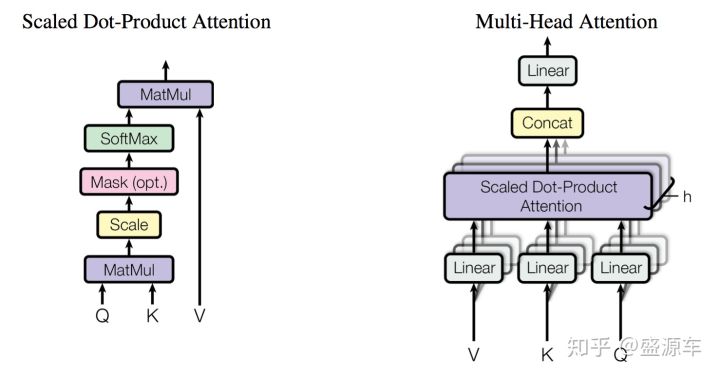 Scaled Dot-Product Attention
MatMul
SoftMax
Mask (opt.)
Scale
MatMul
Q K V
Multi-Head Attention
Linear
Concat
Scaled Dot-Product
Attention
h
Linear Linear Linear
V K Q
知乎 @盛源车